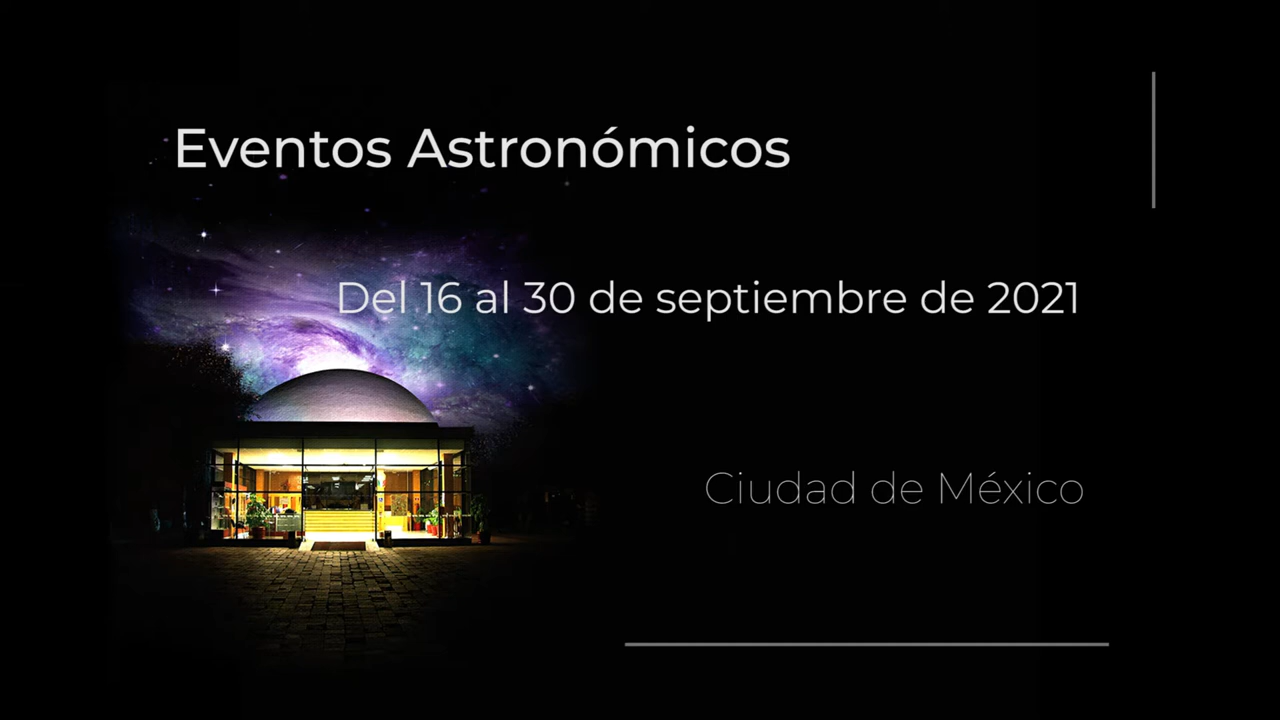 Eventos Astronómicos
Del 16 al 30 de septiembre de 2021
Ciudad de México